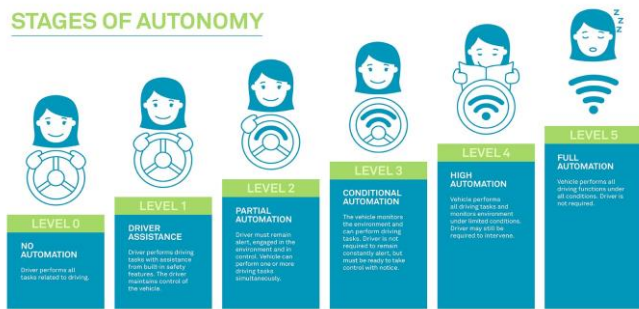 STAGES OF AUTONOMY
LEVEL 0
NO
AUTOMATION
Driver performs all
tasks related to driving.
LEVEL 1
DRIVER
ASSISTANCE
Driver performs driving
tasks with assistance
from built-in safety
features. The driver
maintains control of
the vehicle.
LEVEL 2
PARTIAL
AUTOMATION
Driver must remain
alert, engaged in the
environment and in
control. Vehicle can
perform one or more
driving tasks
simultaneously.
LEVEL 3
CONDITIONAL
AUTOMATION
The vehicle monitors
the environment and
can perform driving
tasks. Driver is not
required to remain
constantly alert, but
must be ready to take
control with notice.
LEVEL 4
HIGH
AUTOMATION
Vehicle performs
all driving tasks and
monitors environment
under limited conditions.
Driver may still be
required to intervene.
LEVEL 5
FULL
AUTOMATION
Vehicle performs all
driving functions under
all conditions. Driver is
not required.
z
z
z